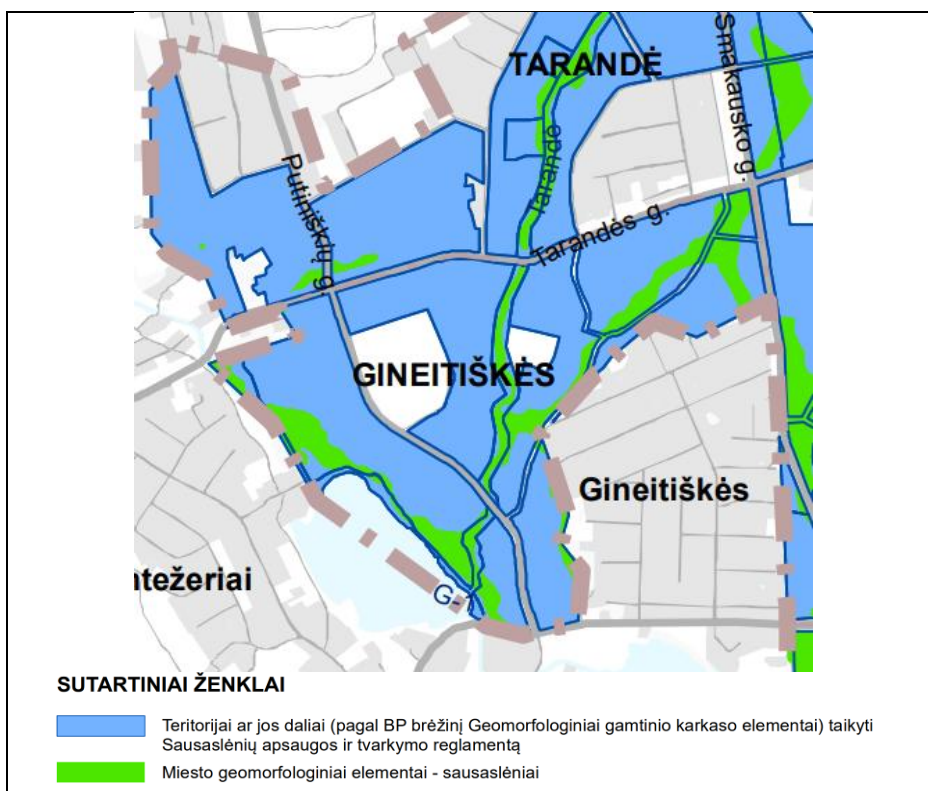 TARANDĖ
Smakausko g.
Tarandė
Putiniškių g.
Tarandės g.
GINEITIŠKĖS
Gineitiškės
ntežeriai
G-1
SUTARTINIAI ŽENKLAI
Teritorijai ar jos daliai (pagal BP brėžinį Geomorfologiniai gamtinio karkaso elementai) taikyti
Sausaslėnių apsaugos ir tvarkymo reglamentą
Miesto geomorfologiniai elementai - sausaslėniai